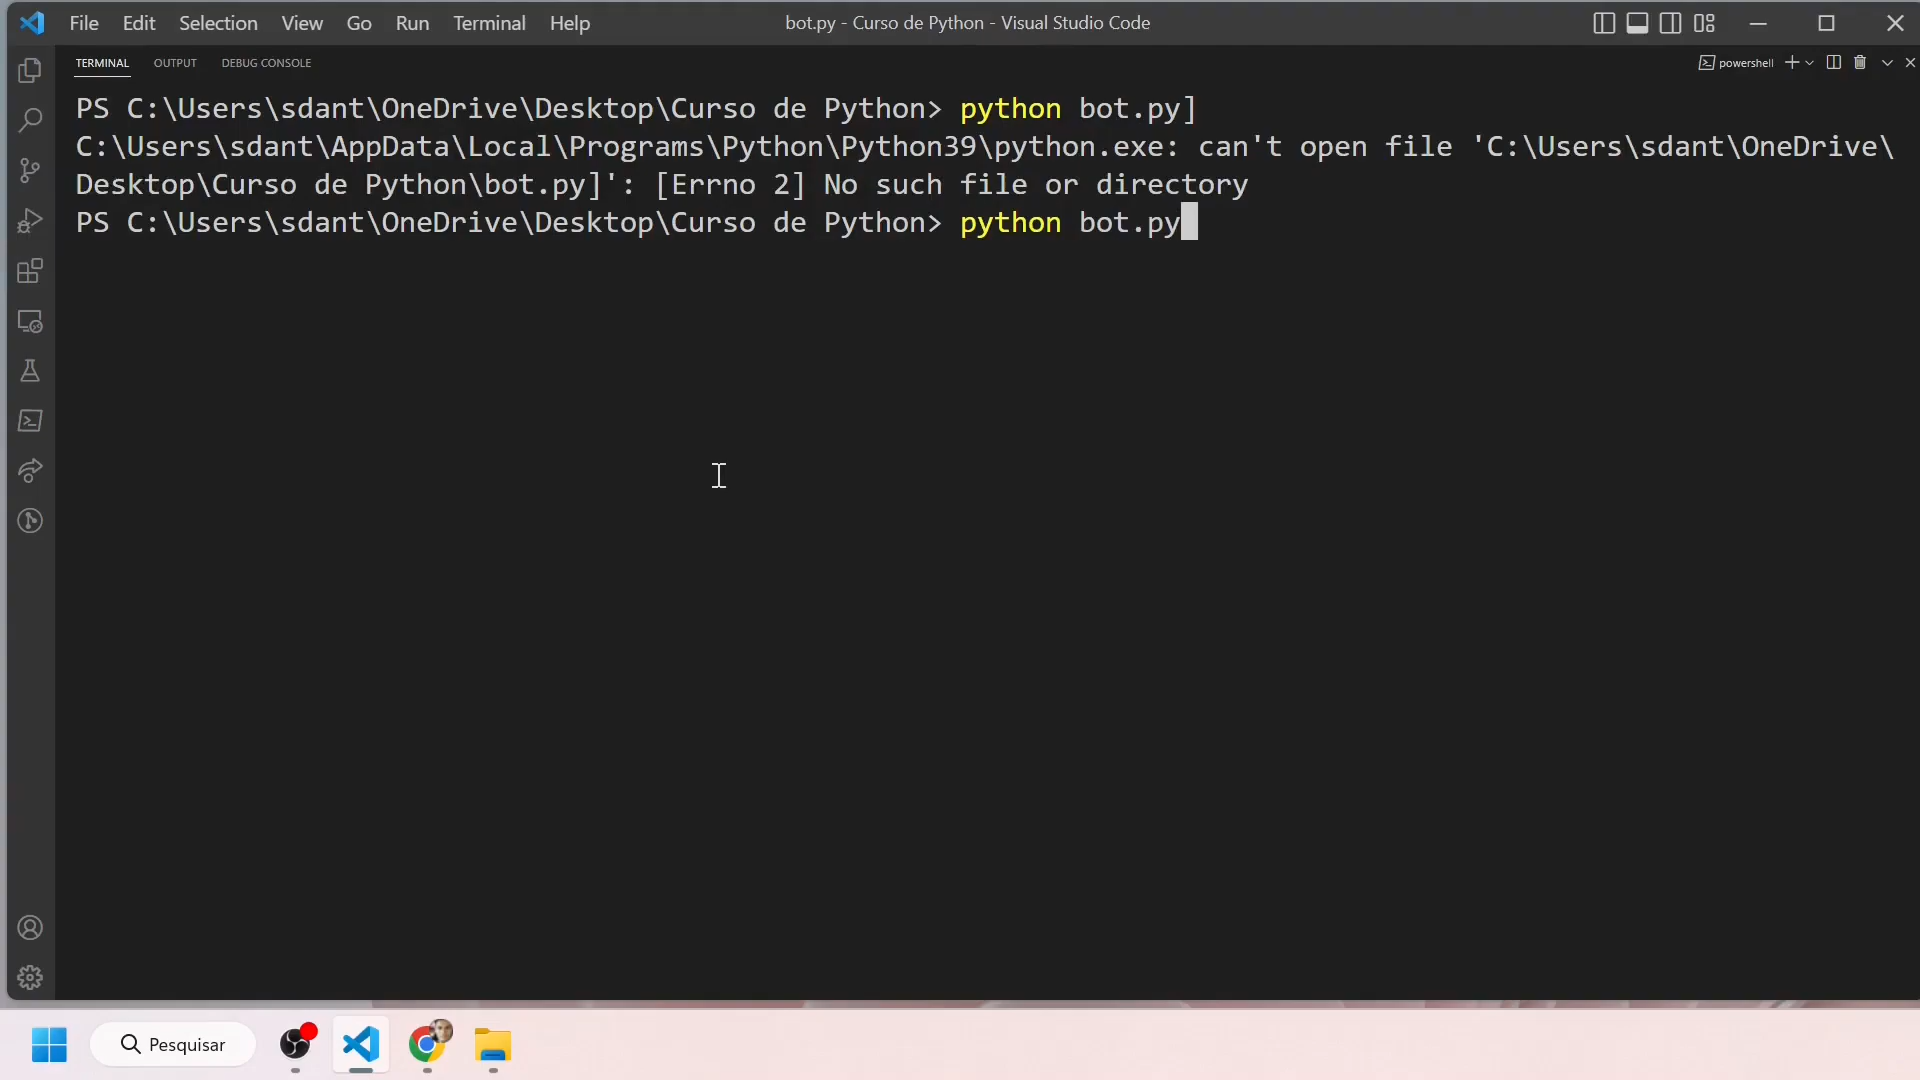 File Edit Selection View Go Run Terminal Help bot.py - Curso de Python - Visual Studio Code
TERMINAL OUTPUT DEBUG CONSOLE powershell
PS C:\Users\sdant\OneDrive\Desktop\Curso de Python> python bot.py]
C:\Users\sdant\AppData\Local\Programs\Python\Python39\python.exe: can't open file 'C:\Users\sdant\OneDrive\
Desktop\Curso de Python\bot.py]': [Errno 2] No such file or directory
PS C:\Users\sdant\OneDrive\Desktop\Curso de Python> python bot.py
Pesquisar